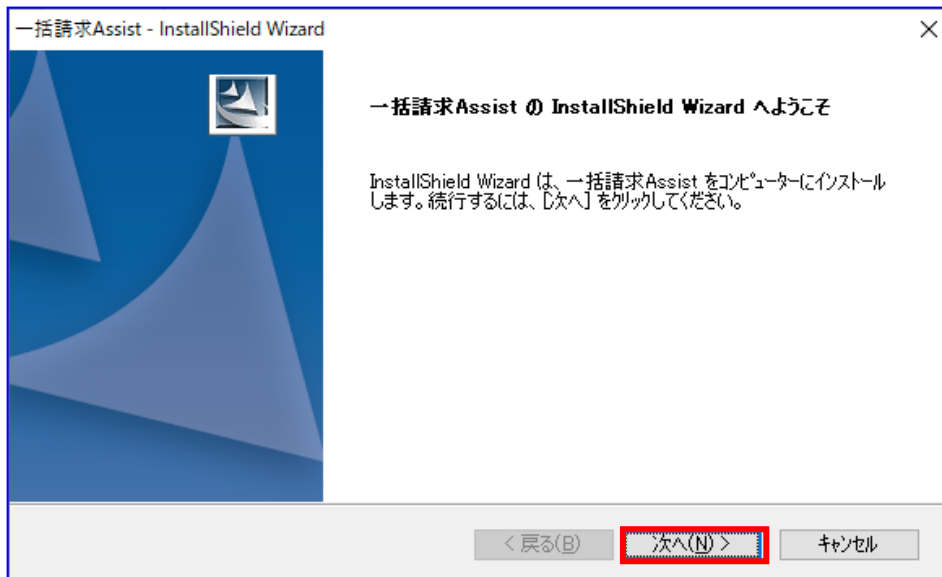 一括請求Assist - InstallShield Wizard
一括請求Assist の InstallShield Wizard へようこそ
InstallShield Wizard は、一括請求Assist をｺﾝﾋﾟｭｰﾀｰにｲﾝｽﾄｰﾙ
します。続行するには、[次へ] をｸﾘｯｸしてください。
< 戻る(B)
次へ(N) >
ｷｬﾝｾﾙ